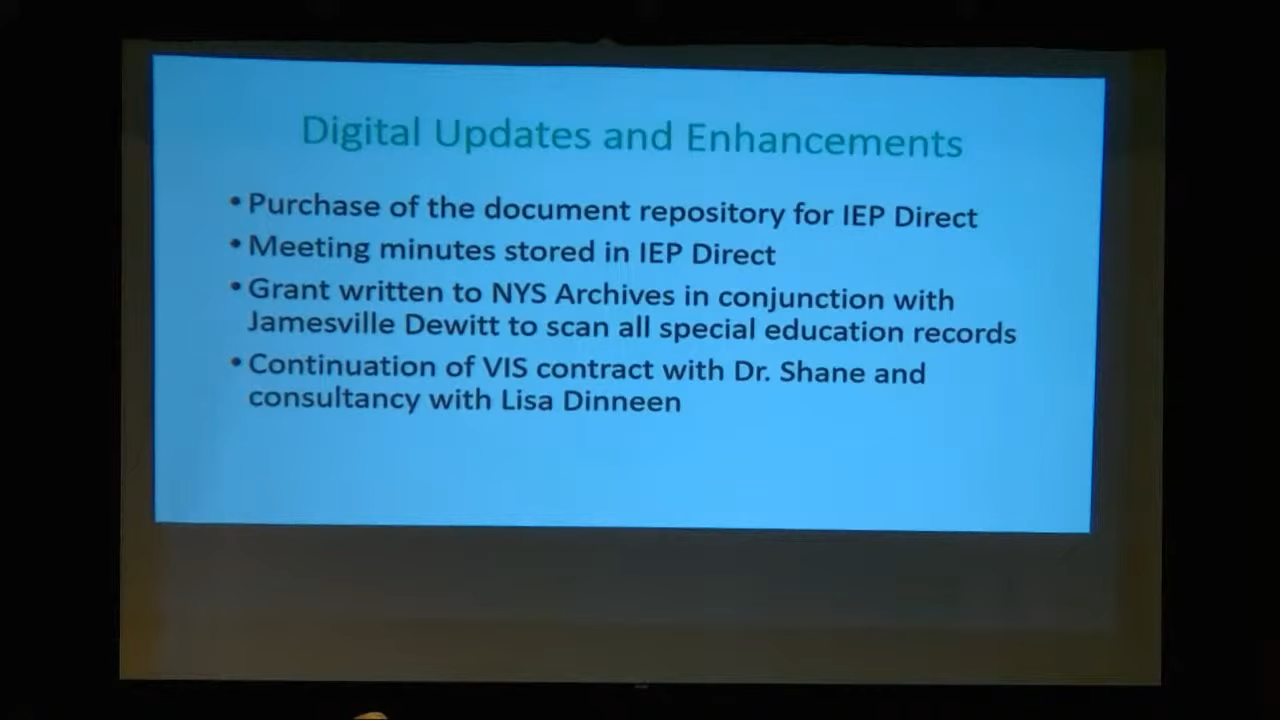 Digital Updates and Enhancements
• Purchase of the document repository for IEP Direct
• Meeting minutes stored in IEP Direct
• Grant written to NYS Archives in conjunction with
Jamesville Dewitt to scan all special education records
• Continuation of VIS contract with Dr. Shane and
consultancy with Lisa Dinneen